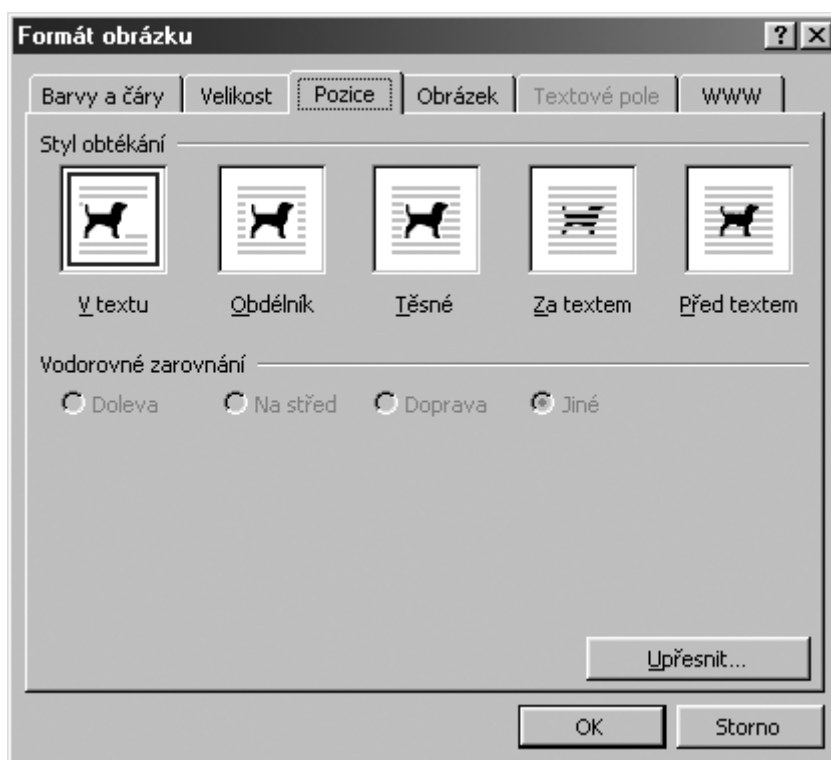 Formát obrázku
Barvy a čáry Velikost Pozice Obrázek Textové pole WWW
Styl obtékání
V textu Obdélník Těsné Za textem Před textem
Vodorovné zarovnání
Doleva Na střed Doprava Jiné
Upřesnit...
OK Storno